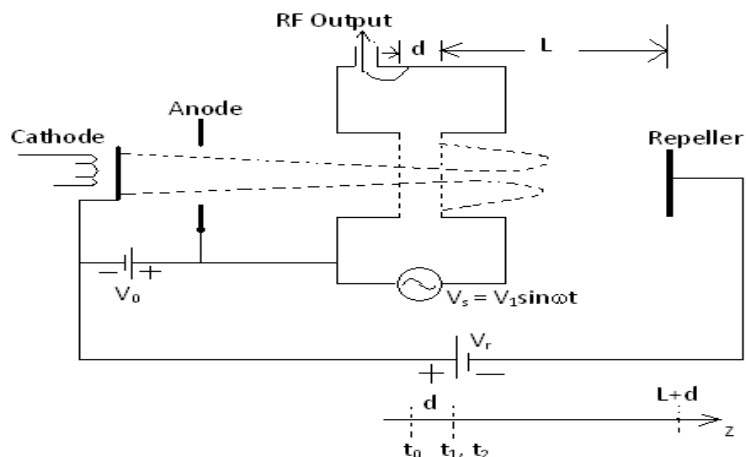 RF Output
d
L
Anode
Cathode
Repeller
− +
V₀
Vₛ = V₁sinωt
Vᵣ
+ −
d
L+d
z
t₀ t₁, t₂